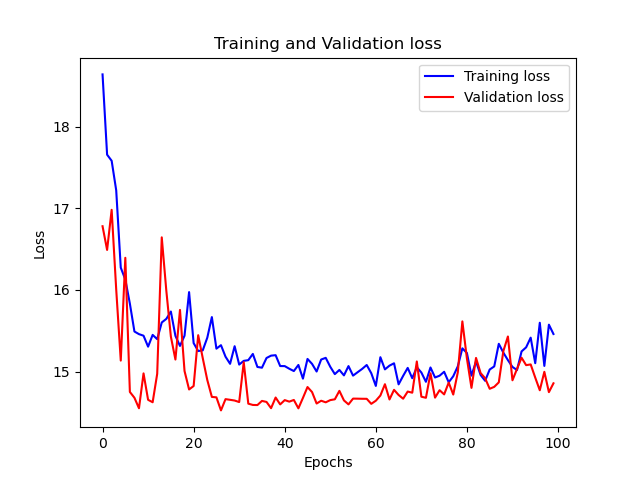 Training and Validation loss
Training loss
Validation loss
Loss
18
17
16
15
0 20 40 60 80 100
Epochs